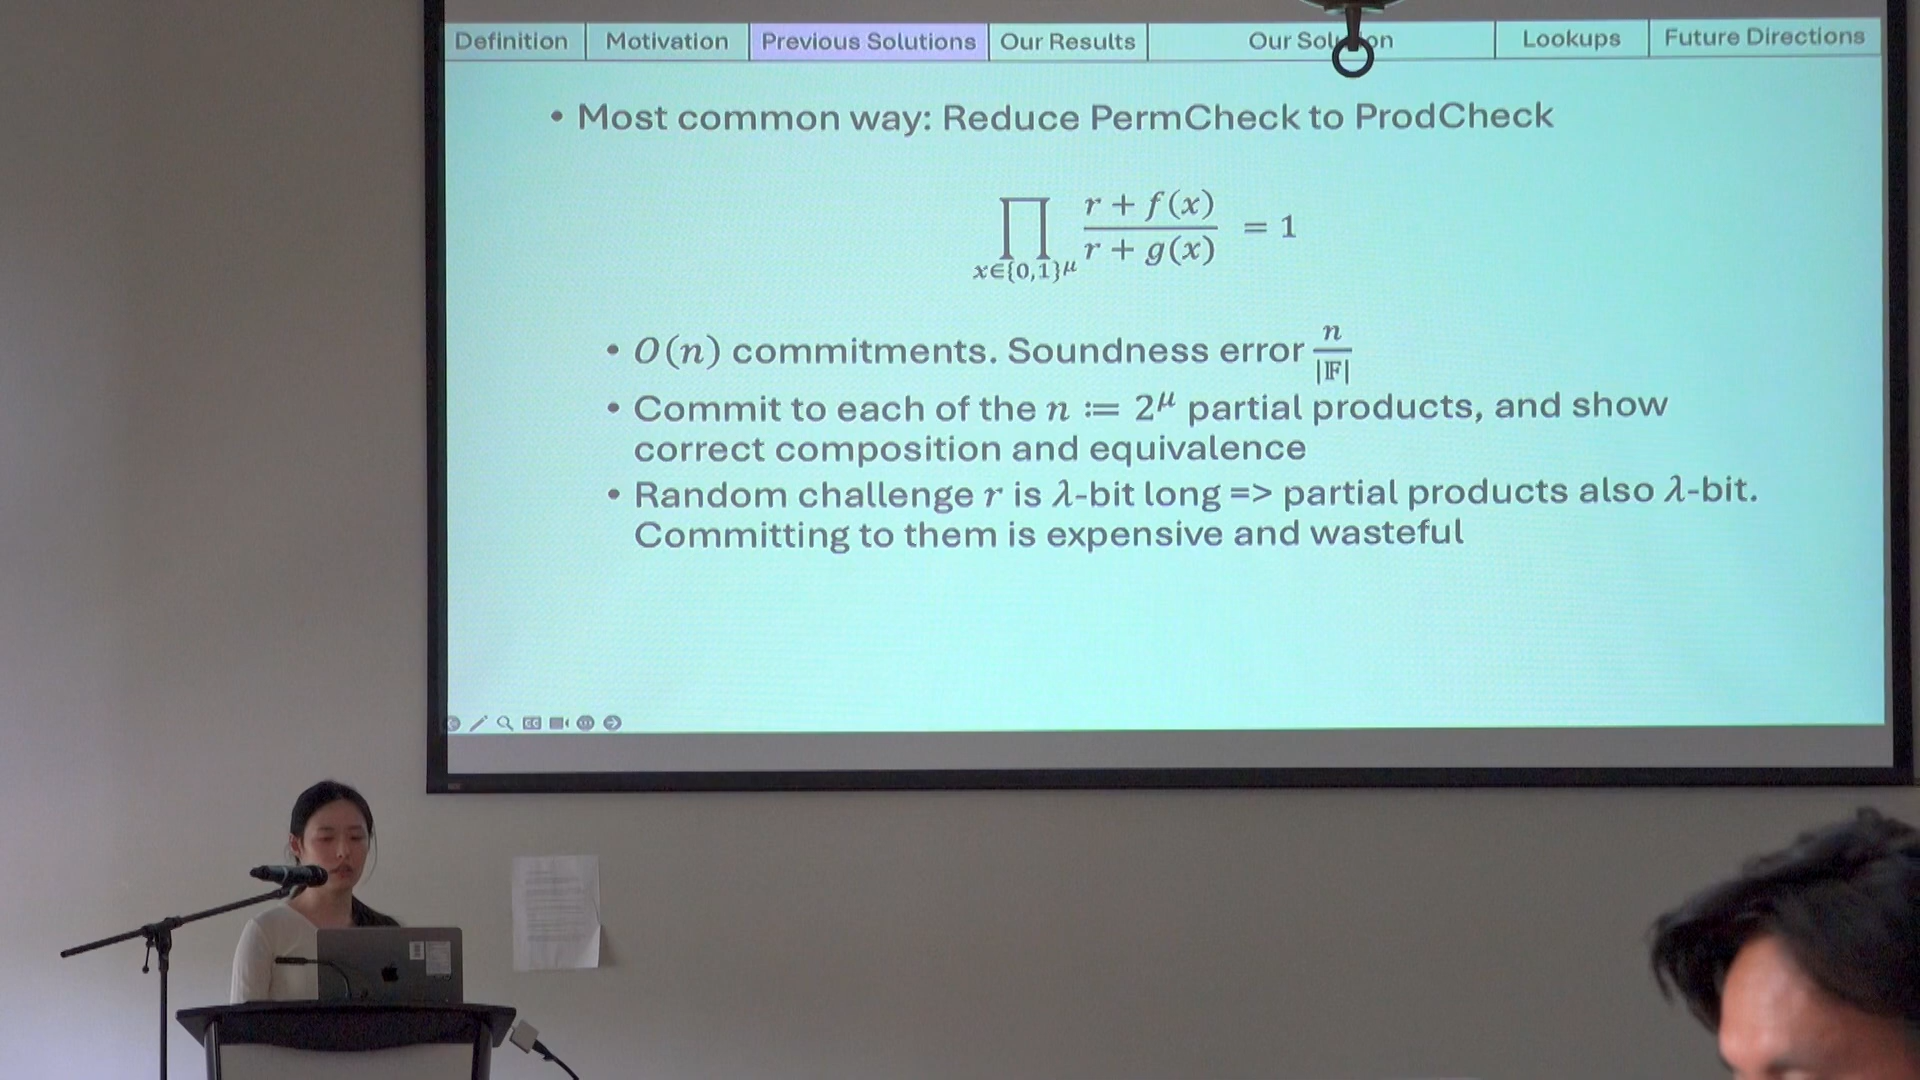 Definition
Motivation
Previous Solutions
Our Results
Our Solution
Lookups
Future Directions
• Most common way: Reduce PermCheck to ProdCheck
∏_{x∈{0,1}^μ} (r + f(x))/(r + g(x)) = 1
• O(n) commitments. Soundness error n/|𝔽|
• Commit to each of the n := 2^μ partial products, and show
correct composition and equivalence
• Random challenge r is λ-bit long => partial products also λ-bit.
Committing to them is expensive and wasteful